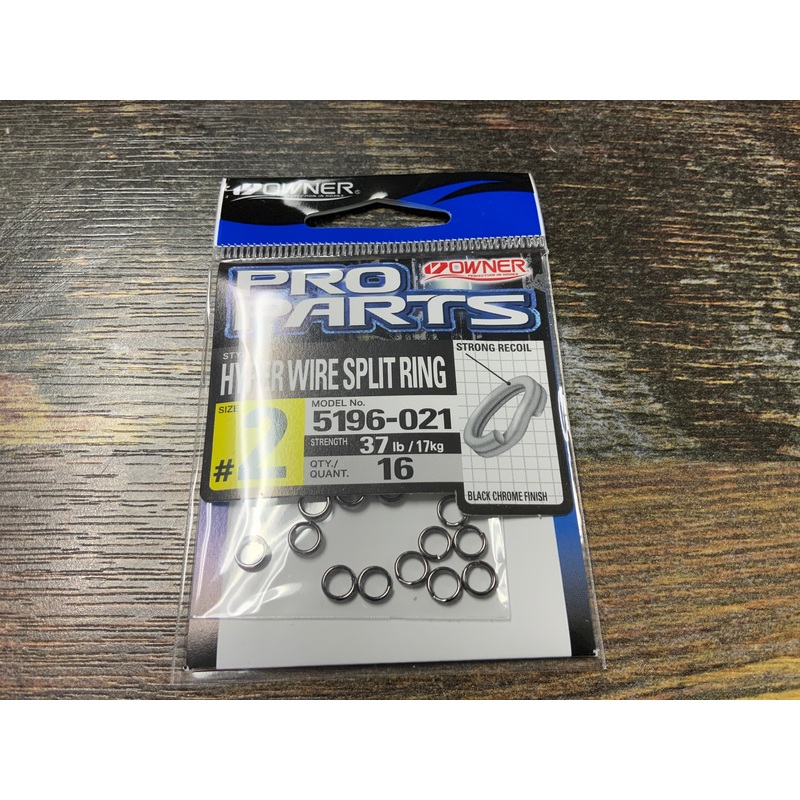 OWNER
PRO
PARTS
OWNER
STRONG RECOIL
HYPER WIRE SPLIT RING
SIZE
#2
MODEL No.
5196-021
STRENGTH 37 lb/17kg
QTY./
QUANT. 16
BLACK CHROME FINISH